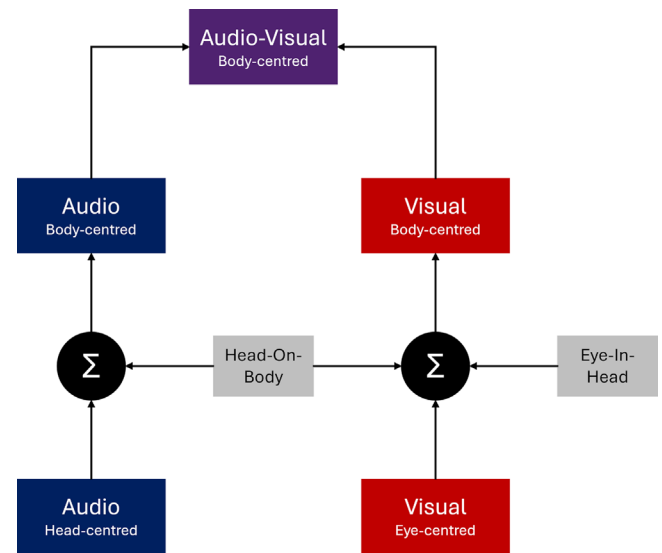 Audio-Visual
Body-centred
Audio
Body-centred
Visual
Body-centred
Σ
Head-On-
Body
Σ
Eye-In-
Head
Audio
Head-centred
Visual
Eye-centred